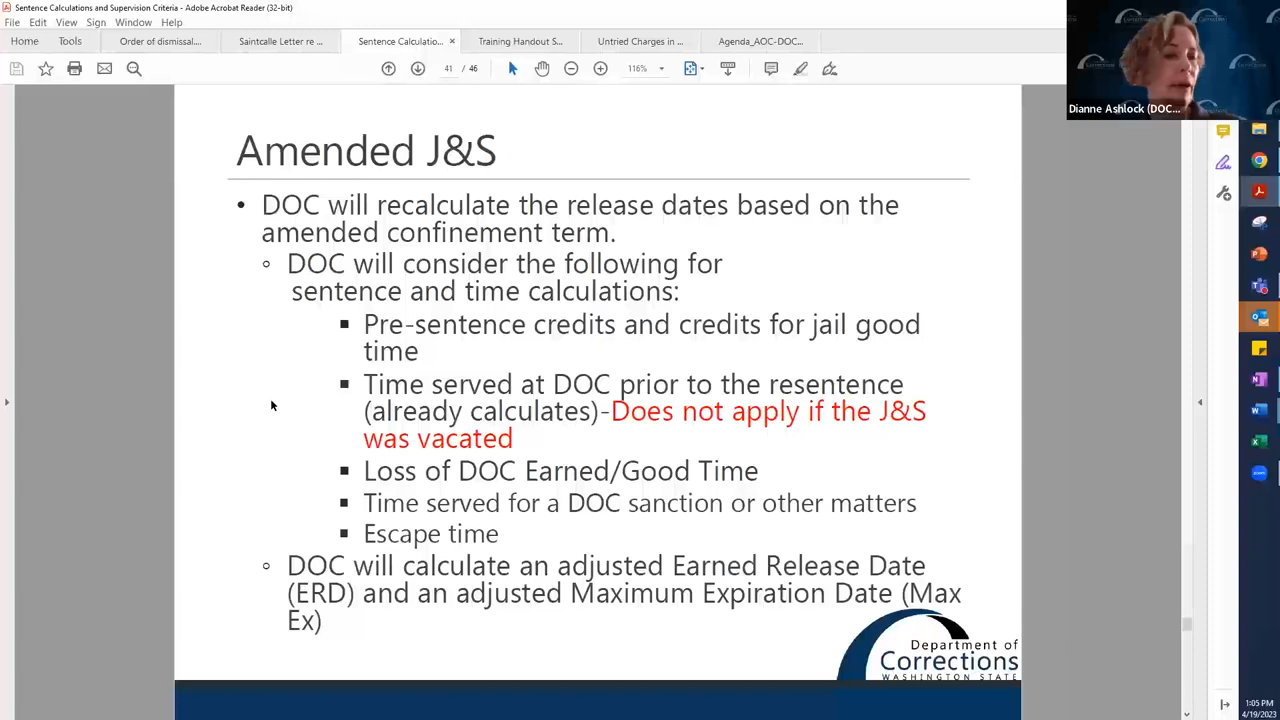 Sentence Calculations and Supervision Criteria - Adobe Acrobat Reader (32-bit)
File Edit View Sign Window Help
Home Tools Order of dismissal.... Saintcalle Letter re ... Sentence Calculatio... × Training Handout S... Untried Charges in ... Agenda_AOC-DOC...
41 / 46 116%
Dianne Ashlock (DOC...
Amended J&S
• DOC will recalculate the release dates based on the
amended confinement term.
◦ DOC will consider the following for
sentence and time calculations:
▪ Pre-sentence credits and credits for jail good
time
▪ Time served at DOC prior to the resentence
(already calculates)-Does not apply if the J&S
was vacated
▪ Loss of DOC Earned/Good Time
▪ Time served for a DOC sanction or other matters
▪ Escape time
◦ DOC will calculate an adjusted Earned Release Date
(ERD) and an adjusted Maximum Expiration Date (Max
Ex)
Department of
Corrections
WASHINGTON STATE
1:05 PM
4/19/2023